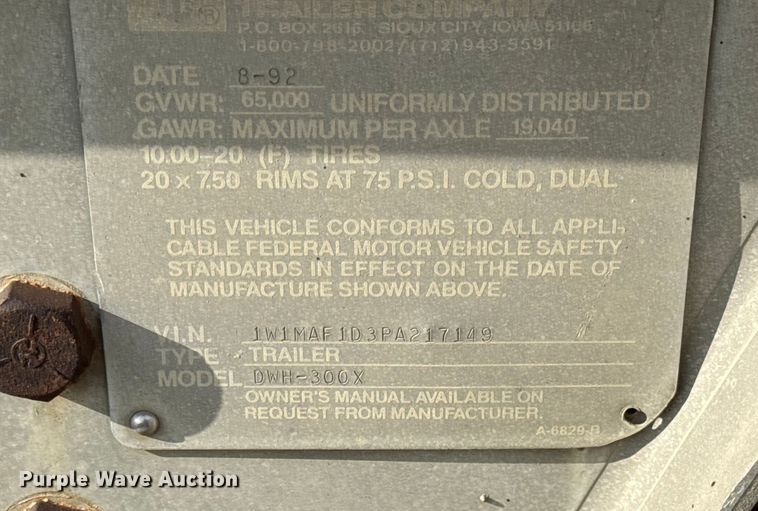 TRAILER COMPANY
P.O. BOX 2615, SIOUX CITY, IOWA 51106
1-800-798-2002/(712) 943-5591
DATE 8-92
GVWR: 65,000 UNIFORMLY DISTRIBUTED
GAWR: MAXIMUM PER AXLE 19,040
10.00-20 (F) TIRES
20 x 7.50 RIMS AT 75 P.S.I. COLD, DUAL
THIS VEHICLE CONFORMS TO ALL APPLI-
CABLE FEDERAL MOTOR VEHICLE SAFETY
STANDARDS IN EFFECT ON THE DATE OF
MANUFACTURE SHOWN ABOVE.
V.I.N. 1W1MAF1D3PA217149
TYPE TRAILER
MODEL DWH-300X
OWNER'S MANUAL AVAILABLE ON
REQUEST FROM MANUFACTURER.
A-6829-B
Purple Wave Auction